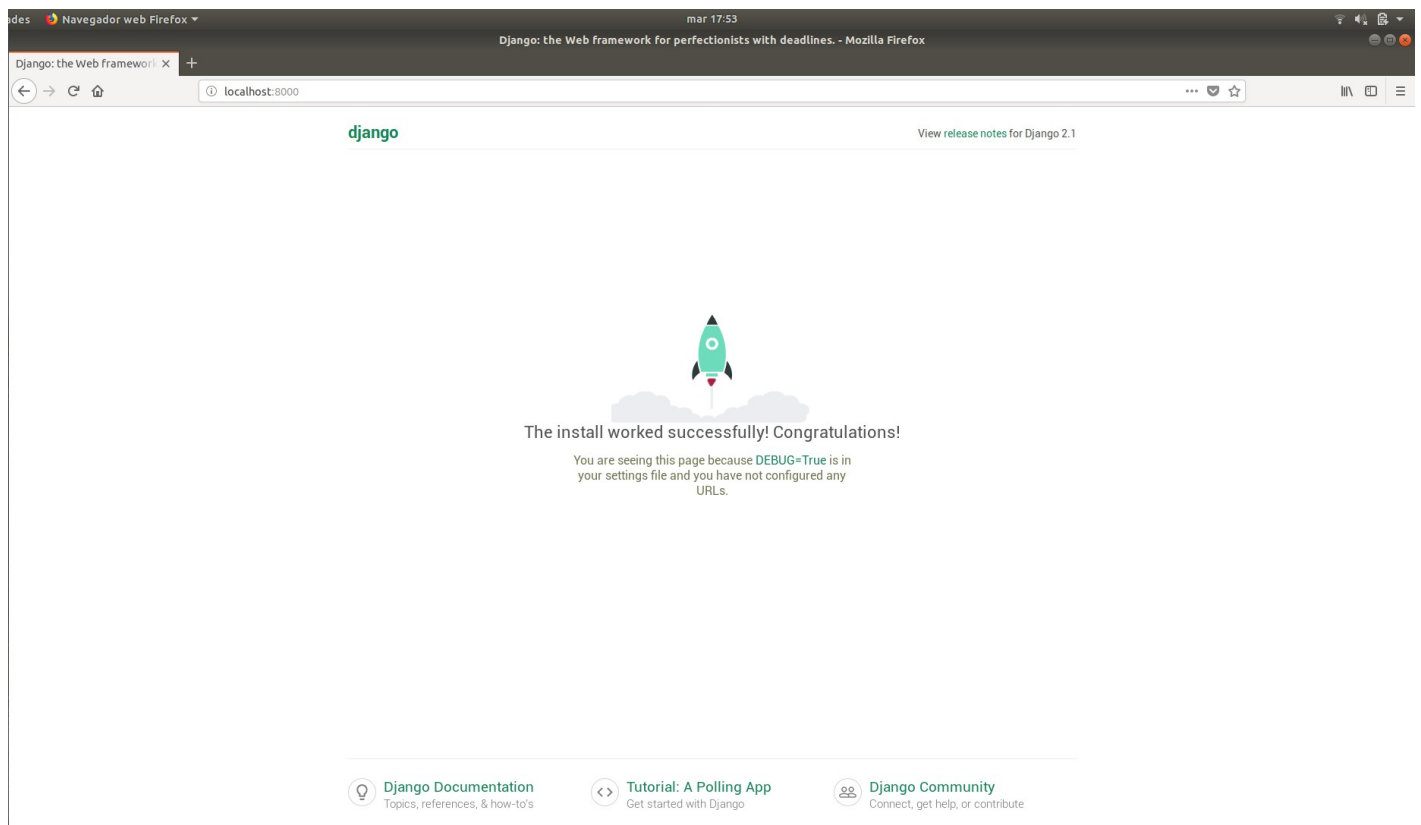 Navegador web Firefox
mar 17:53
Django: the Web framework for perfectionists with deadlines. - Mozilla Firefox
Django: the Web framework
localhost:8000
django
View release notes for Django 2.1
The install worked successfully! Congratulations!
You are seeing this page because DEBUG=True is in
your settings file and you have not configured any
URLs.
Django Documentation
Topics, references, & how-to's
Tutorial: A Polling App
Get started with Django
Django Community
Connect, get help, or contribute